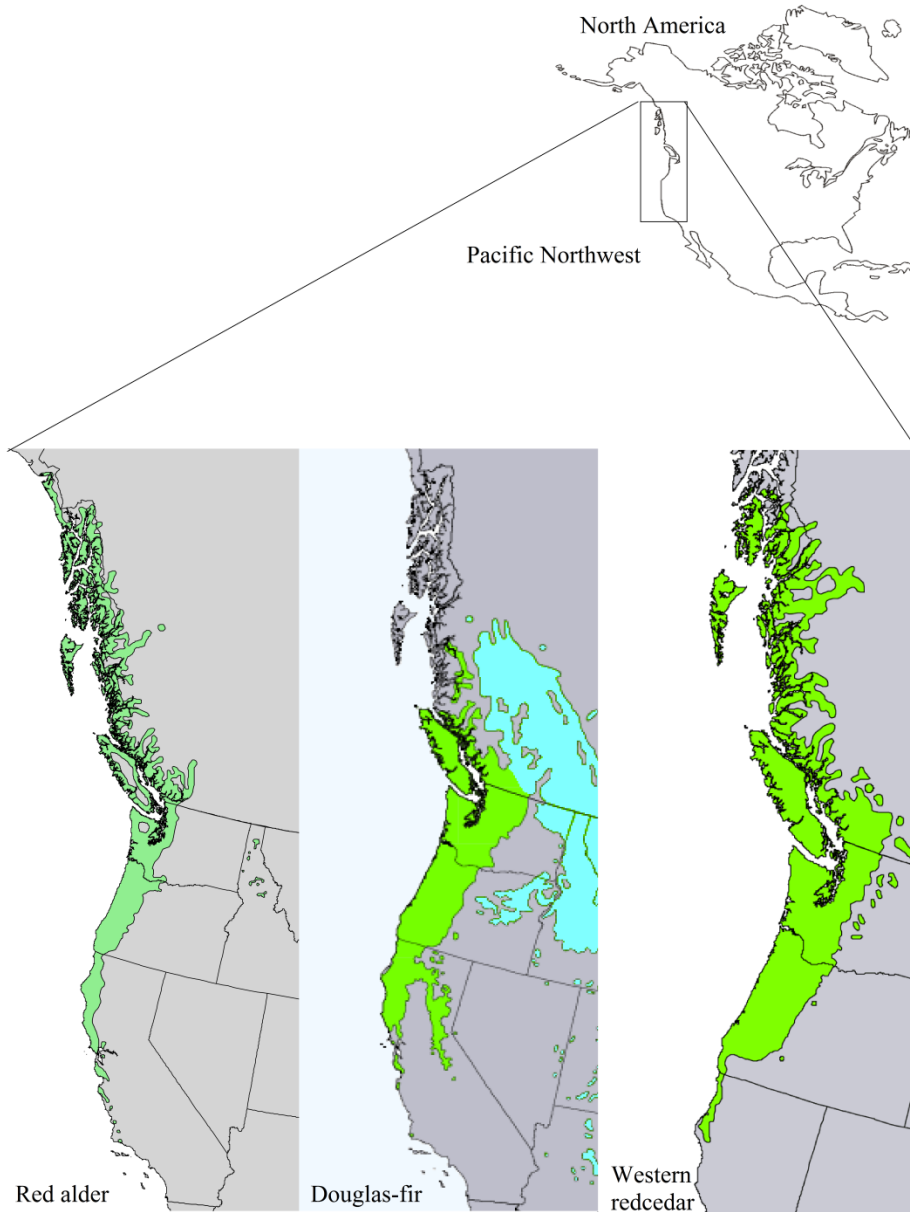 North America
Pacific Northwest
Red alder
Douglas-fir
Western
redcedar